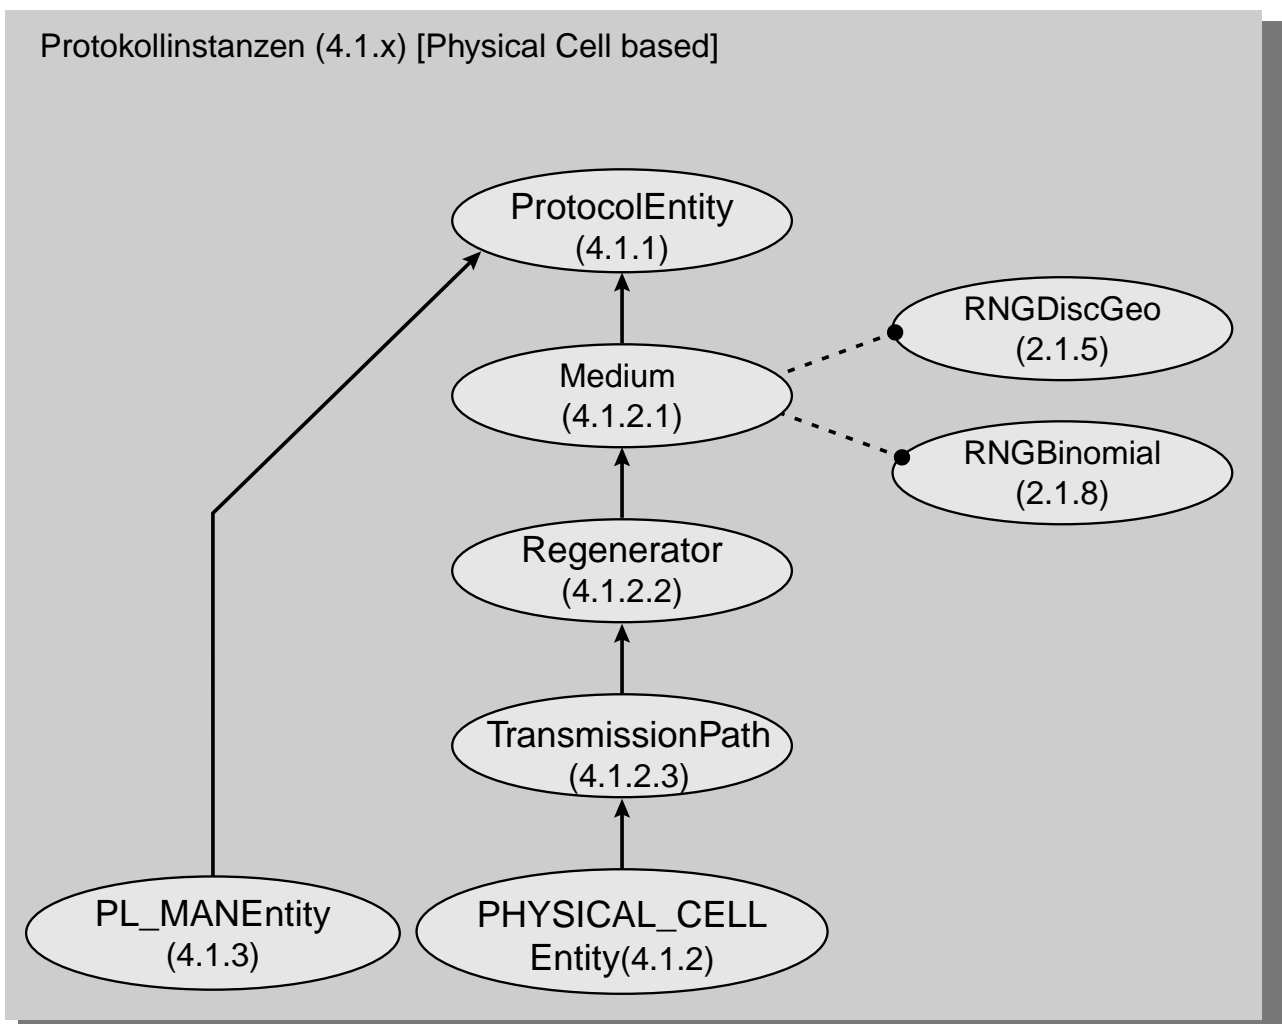 Protokollinstanzen (4.1.x) [Physical Cell based]
ProtocolEntity
(4.1.1)
RNGDiscGeo
(2.1.5)
Medium
(4.1.2.1)
RNGBinomial
(2.1.8)
Regenerator
(4.1.2.2)
TransmissionPath
(4.1.2.3)
PL_MANEntity
(4.1.3)
PHYSICAL_CELL
Entity(4.1.2)